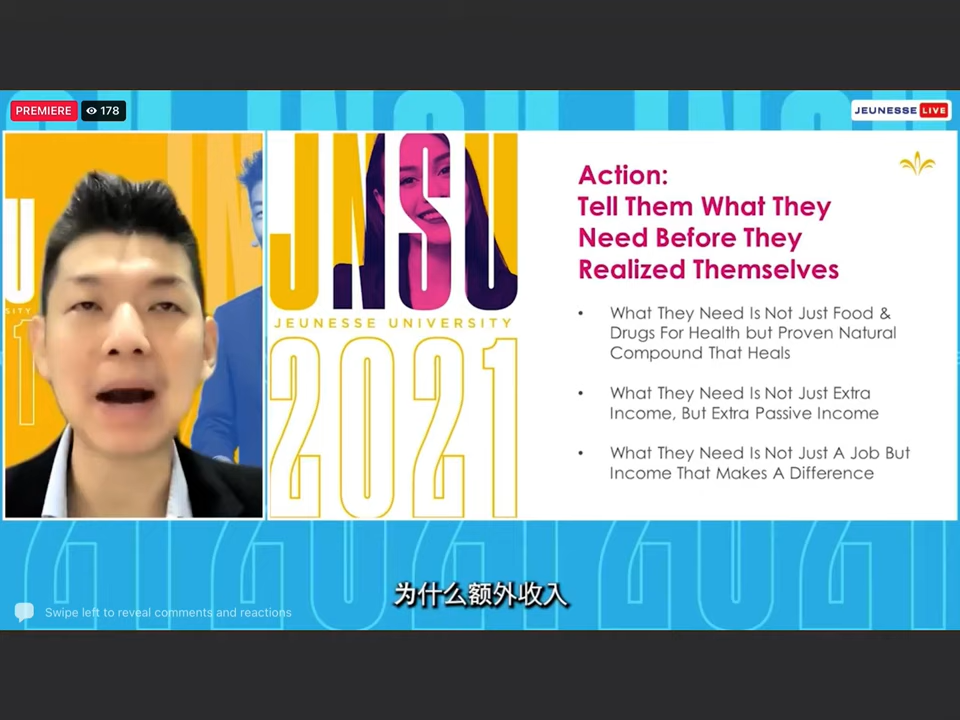 PREMIERE
178
JEUNESSE LIVE
U
SITY
1
JNSU
JEUNESSE UNIVERSITY
2021
Action:
Tell Them What They
Need Before They
Realized Themselves
• What They Need Is Not Just Food &
Drugs For Health but Proven Natural
Compound That Heals
• What They Need Is Not Just Extra
Income, But Extra Passive Income
• What They Need Is Not Just A Job But
Income That Makes A Difference
为什么额外收入
Swipe left to reveal comments and reactions